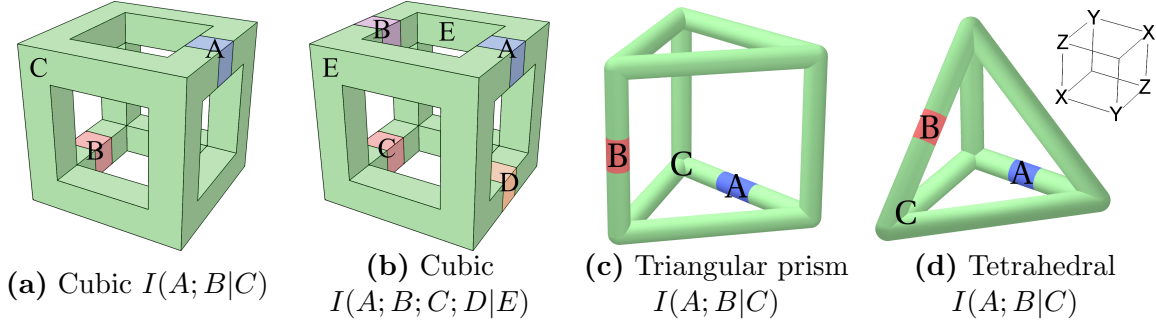 A
C
B
B
E
A
E
C
D
B
C
A
B
A
C
Y
X
Z
Z
X
Y
(a) Cubic I(A; B|C)
(b) Cubic
I(A; B; C; D|E)
(c) Triangular prism
I(A; B|C)
(d) Tetrahedral
I(A; B|C)